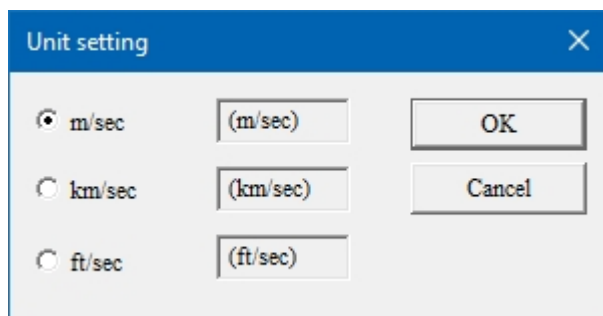 Unit setting
m/sec (m/sec) OK
km/sec (km/sec) Cancel
ft/sec (ft/sec)